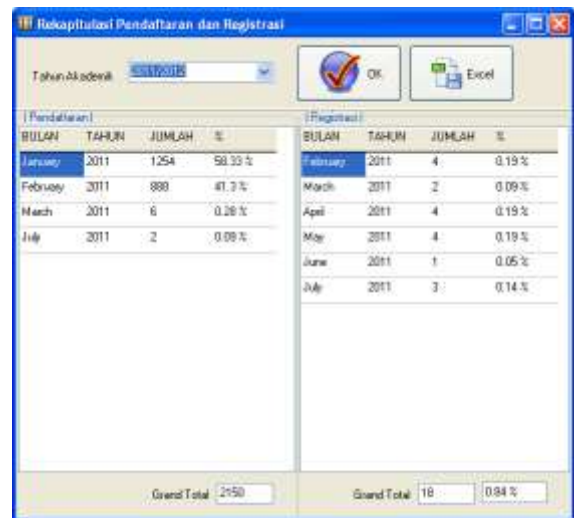 Rekapitulasi Pendaftaran dan Registrasi
Tahun Akademik 2011/2012 OK Excel
[ Pendaftaran ]
BULAN TAHUN JUMLAH %
January 2011 1254 58.33 %
February 2011 888 41.3 %
March 2011 6 0.28 %
July 2011 2 0.09 %
Grand Total 2150
[ Registrasi ]
BULAN TAHUN JUMLAH %
February 2011 4 0.19 %
March 2011 2 0.09 %
April 2011 4 0.19 %
May 2011 4 0.19 %
June 2011 1 0.05 %
July 2011 3 0.14 %
Grand Total 18 0.84 %